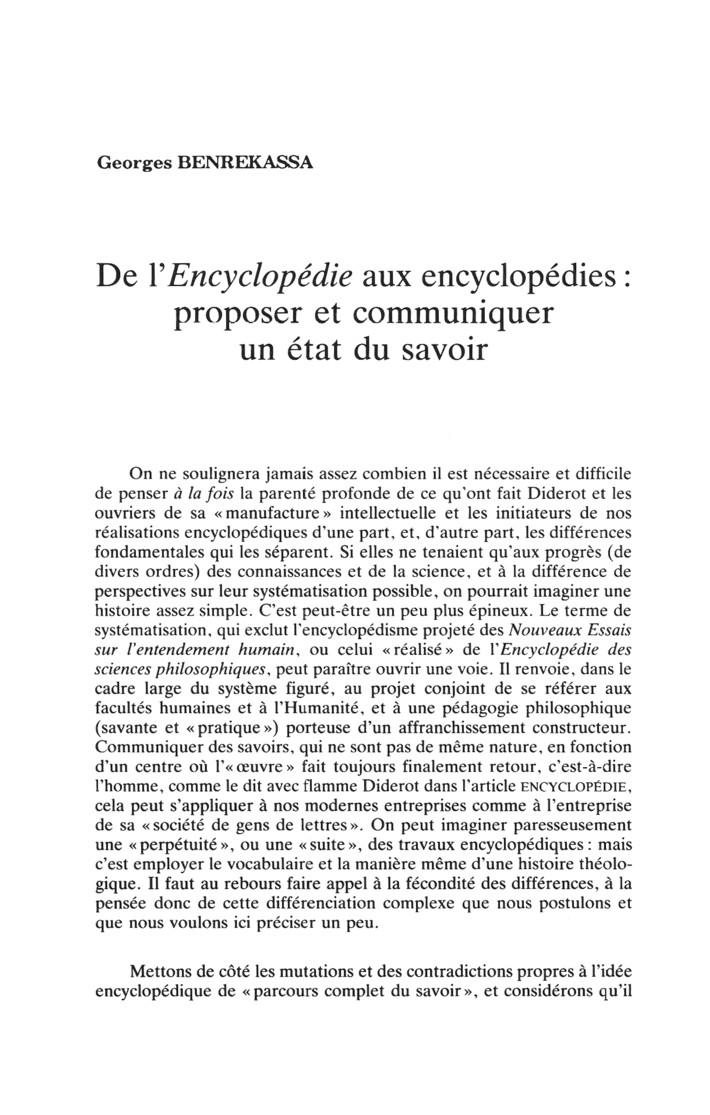 Georges BENREKASSA
De l'Encyclopédie aux encyclopédies :
proposer et communiquer
un état du savoir
On ne soulignera jamais assez combien il est nécessaire et difficile
de penser à la fois la parenté profonde de ce qu'ont fait Diderot et les
ouvriers de sa « manufacture » intellectuelle et les initiateurs de nos
réalisations encyclopédiques d'une part, et, d'autre part, les différences
fondamentales qui les séparent. Si elles ne tenaient qu'aux progrès (de
divers ordres) des connaissances et de la science, et à la différence de
perspectives sur leur systématisation possible, on pourrait imaginer une
histoire assez simple. C'est peut-être un peu plus épineux. Le terme de
systématisation, qui exclut l'encyclopédisme projeté des Nouveaux Essais
sur l'entendement humain, ou celui « réalisé » de l'Encyclopédie des
sciences philosophiques, peut paraître ouvrir une voie. Il renvoie, dans le
cadre large du système figuré, au projet conjoint de se référer aux
facultés humaines et à l'Humanité, et à une pédagogie philosophique
(savante et « pratique ») porteuse d'un affranchissement constructeur.
Communiquer des savoirs, qui ne sont pas de même nature, en fonction
d'un centre où l'« œuvre » fait toujours finalement retour, c'est-à-dire
l'homme, comme le dit avec flamme Diderot dans l'article ENCYCLOPÉDIE,
cela peut s'appliquer à nos modernes entreprises comme à l'entreprise
de sa « société de gens de lettres ». On peut imaginer paresseusement
une « perpétuité », ou une « suite », des travaux encyclopédiques : mais
c'est employer le vocabulaire et la manière même d'une histoire théolo-
gique. Il faut au rebours faire appel à la fécondité des différences, à la
pensée donc de cette différenciation complexe que nous postulons et
que nous voulons ici préciser un peu.
Mettons de côté les mutations et des contradictions propres à l'idée
encyclopédique de « parcours complet du savoir », et considérons qu'il